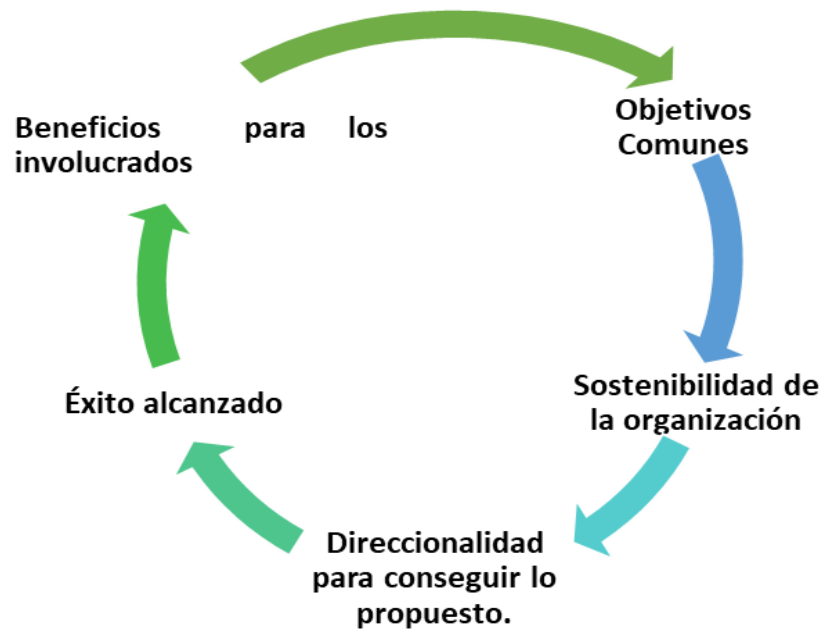 Objetivos
Comunes
Sostenibilidad de
la organización
Direccionalidad
para conseguir lo
propuesto.
Éxito alcanzado
Beneficios para los
involucrados